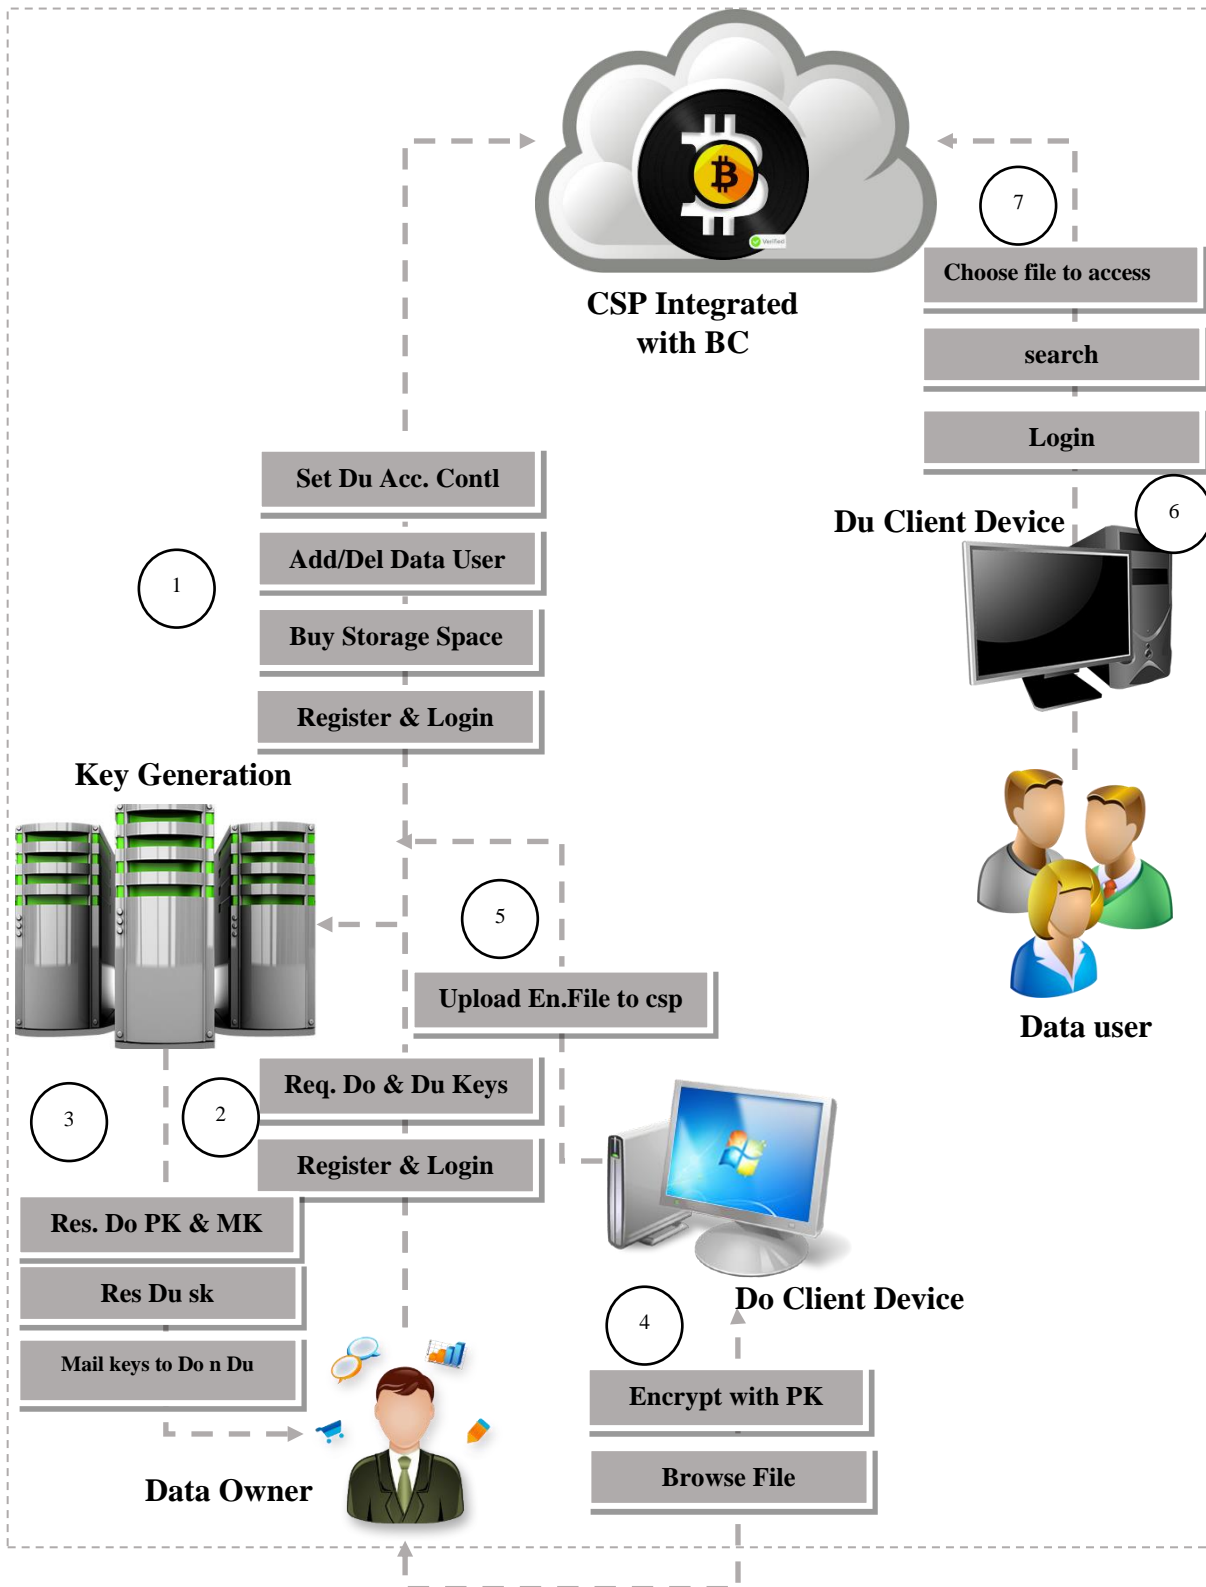 7
Choose file to access
CSP Integrated
with BC
Verified
search
Login
Set Du Acc. Contl
Du Client Device
6
Add/Del Data User
1
Buy Storage Space
Register & Login
Key Generation
5
Upload En.File to csp
Data user
Req. Do & Du Keys
3
2
Register & Login
Res. Do PK & MK
Res Du sk
Do Client Device
4
Mail keys to Do n Du
Encrypt with PK
Browse File
Data Owner